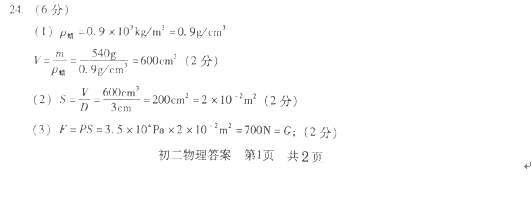 24. (6分)
(1) ρ蜡 = 0.9 × 10³kg/m³ = 0.9g/cm³
V = m/ρ蜡 = 540g/0.9g/cm³ = 600cm³ (2分)
(2) S = V/D = 600cm³/3cm = 200cm² = 2 × 10⁻²m² (2分)
(3) F = PS = 3.5 × 10⁴Pa × 2 × 10⁻²m² = 700N = G; (2分)
初二物理答案 第1页 共2页